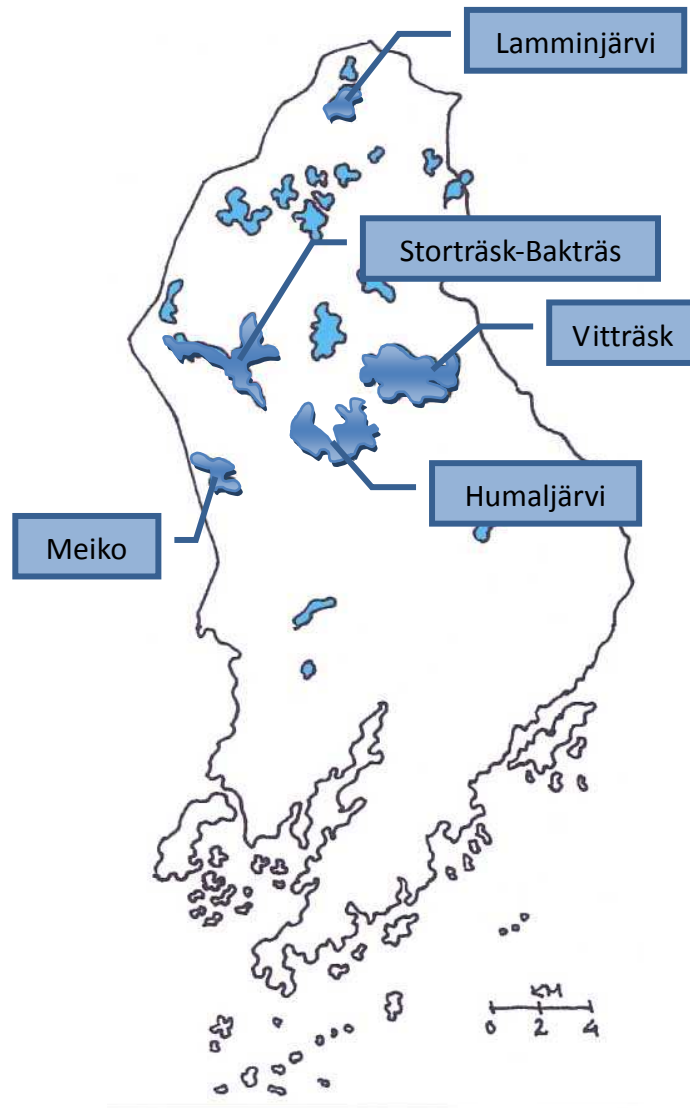 Lamminjärvi
Storträsk-Bakträs
Vitträsk
Humaljärvi
Meiko
KM
0 2 4